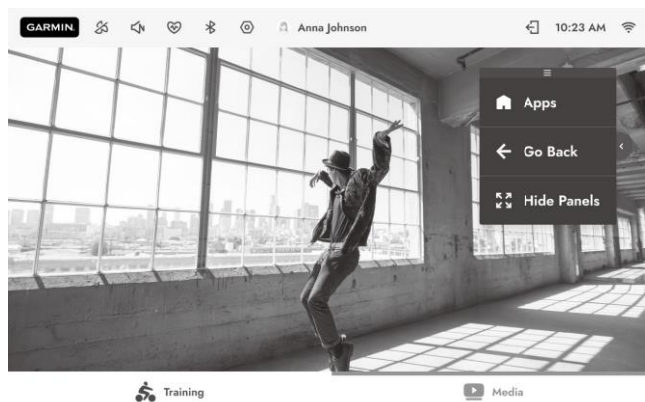 GARMIN.
Anna Johnson
10:23 AM
Apps
Go Back
Hide Panels
Training
Media